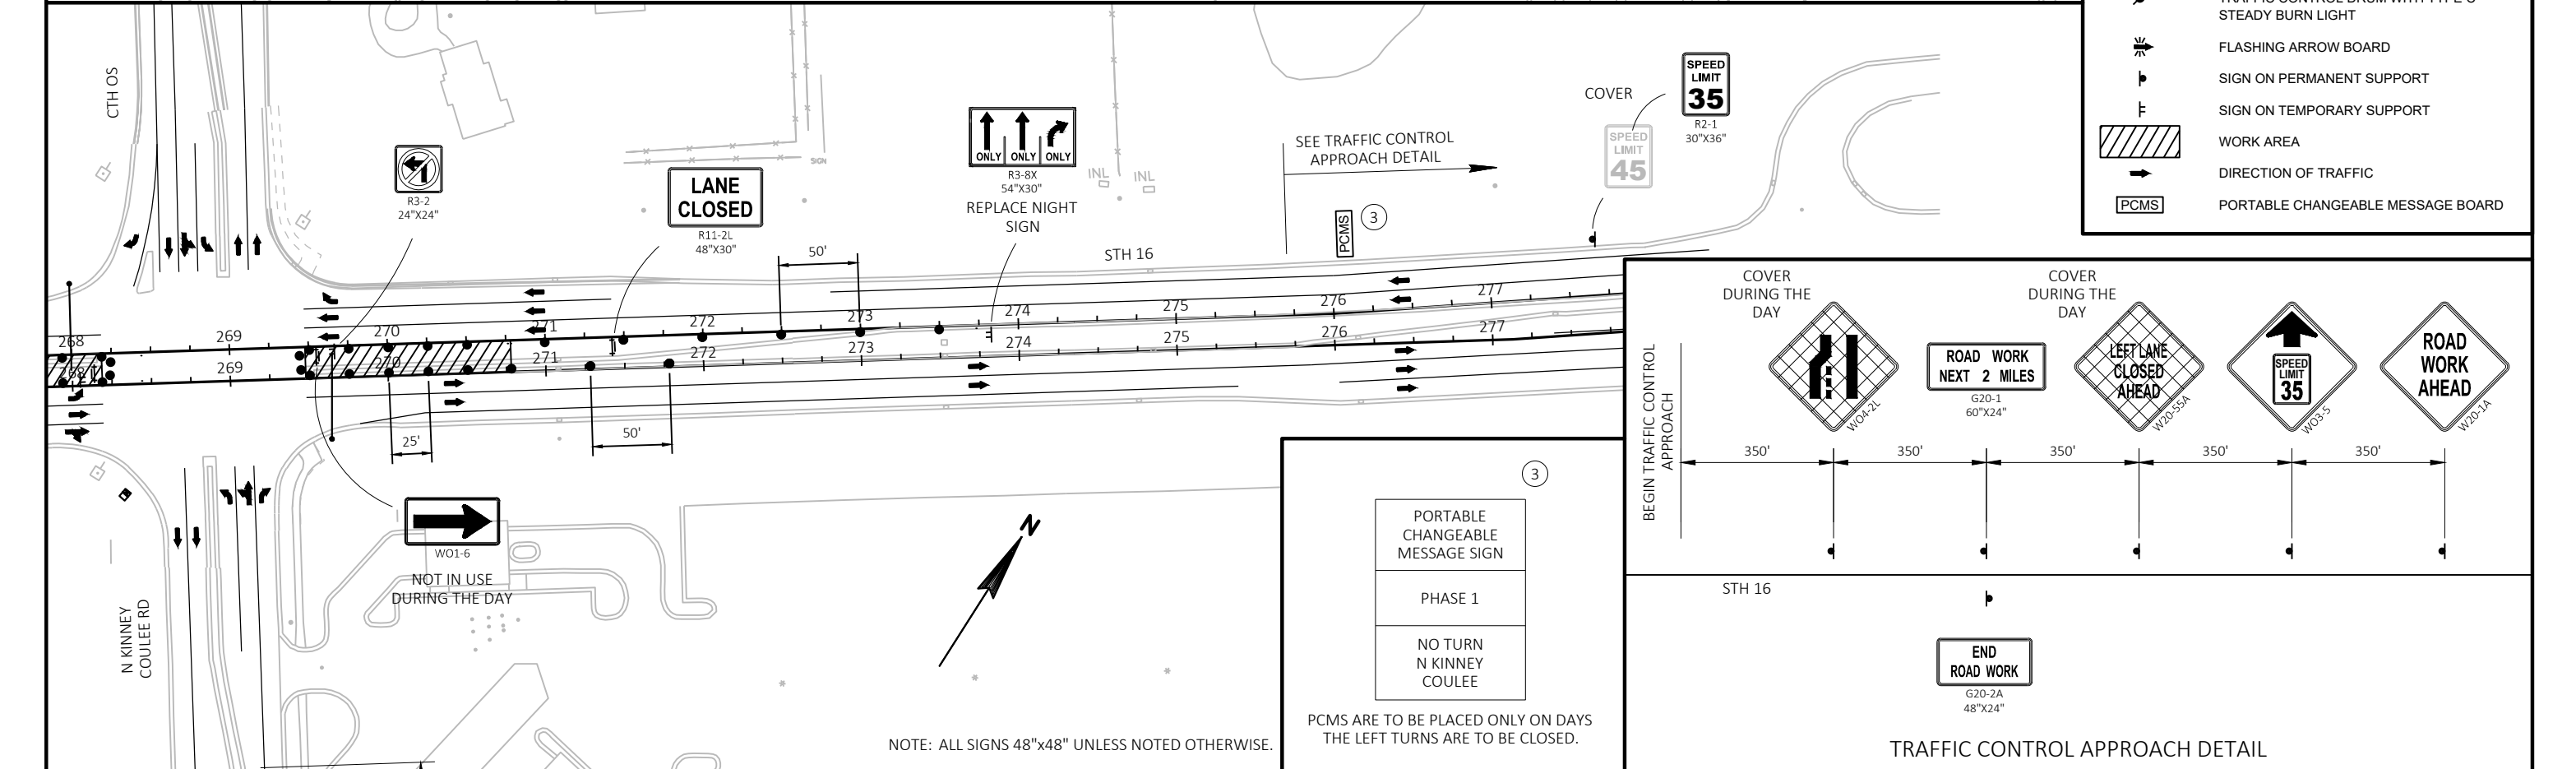 STEADY BURN LIGHT
FLASHING ARROW BOARD
SIGN ON PERMANENT SUPPORT
SIGN ON TEMPORARY SUPPORT
WORK AREA
DIRECTION OF TRAFFIC
PCMS
PORTABLE CHANGEABLE MESSAGE BOARD
CTH OS
R3-2
24"X24"
LANE
CLOSED
R11-2L
48"X30"
SIGN
ONLY
ONLY
ONLY
R3-8X
54"X30"
REPLACE NIGHT
SIGN
INL
INL
SEE TRAFFIC CONTROL
APPROACH DETAIL
PCMS
3
COVER
SPEED
LIMIT
45
SPEED
LIMIT
35
R2-1
30"X36"
STH 16
50'
268
269
270
271
272
273
274
275
276
277
268
269
270
271
272
273
274
275
276
277
25'
50'
WO1-6
NOT IN USE
DURING THE DAY
N KINNEY
COULEE RD
N
NOTE: ALL SIGNS 48"x48" UNLESS NOTED OTHERWISE.
3
PORTABLE
CHANGEABLE
MESSAGE SIGN
PHASE 1
NO TURN
N KINNEY
COULEE
PCMS ARE TO BE PLACED ONLY ON DAYS
THE LEFT TURNS ARE TO BE CLOSED.
BEGIN TRAFFIC CONTROL
APPROACH
COVER
DURING THE
DAY
WO4-2L
ROAD WORK
NEXT 2 MILES
G20-1
60"X24"
COVER
DURING THE
DAY
LEFT LANE
CLOSED
AHEAD
W20-55A
SPEED
LIMIT
35
WO3-5
ROAD
WORK
AHEAD
W20-1A
350'
350'
350'
350'
350'
STH 16
END
ROAD WORK
G20-2A
48"X24"
TRAFFIC CONTROL APPROACH DETAIL